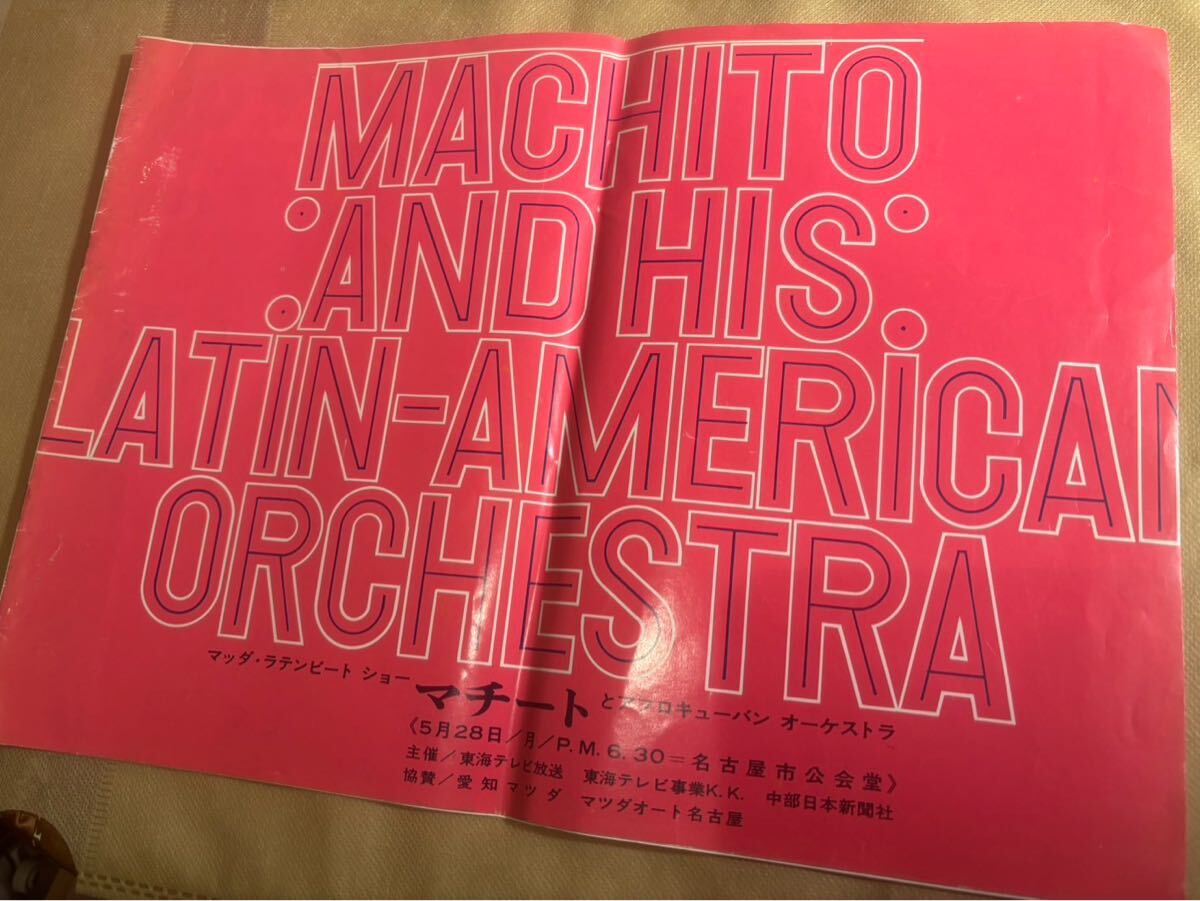 MACHITO
AND HIS
LATIN-AMERICAN
ORCHESTRA
マツダ・ラテンビート ショー
マチートとアフロキューバン オーケストラ
《5月28日/月/P.M.6.30=名古屋市公会堂》
主催/東海テレビ放送 東海テレビ事業K.K. 中部日本新聞社
協賛/愛知マツダ マツダオート名古屋